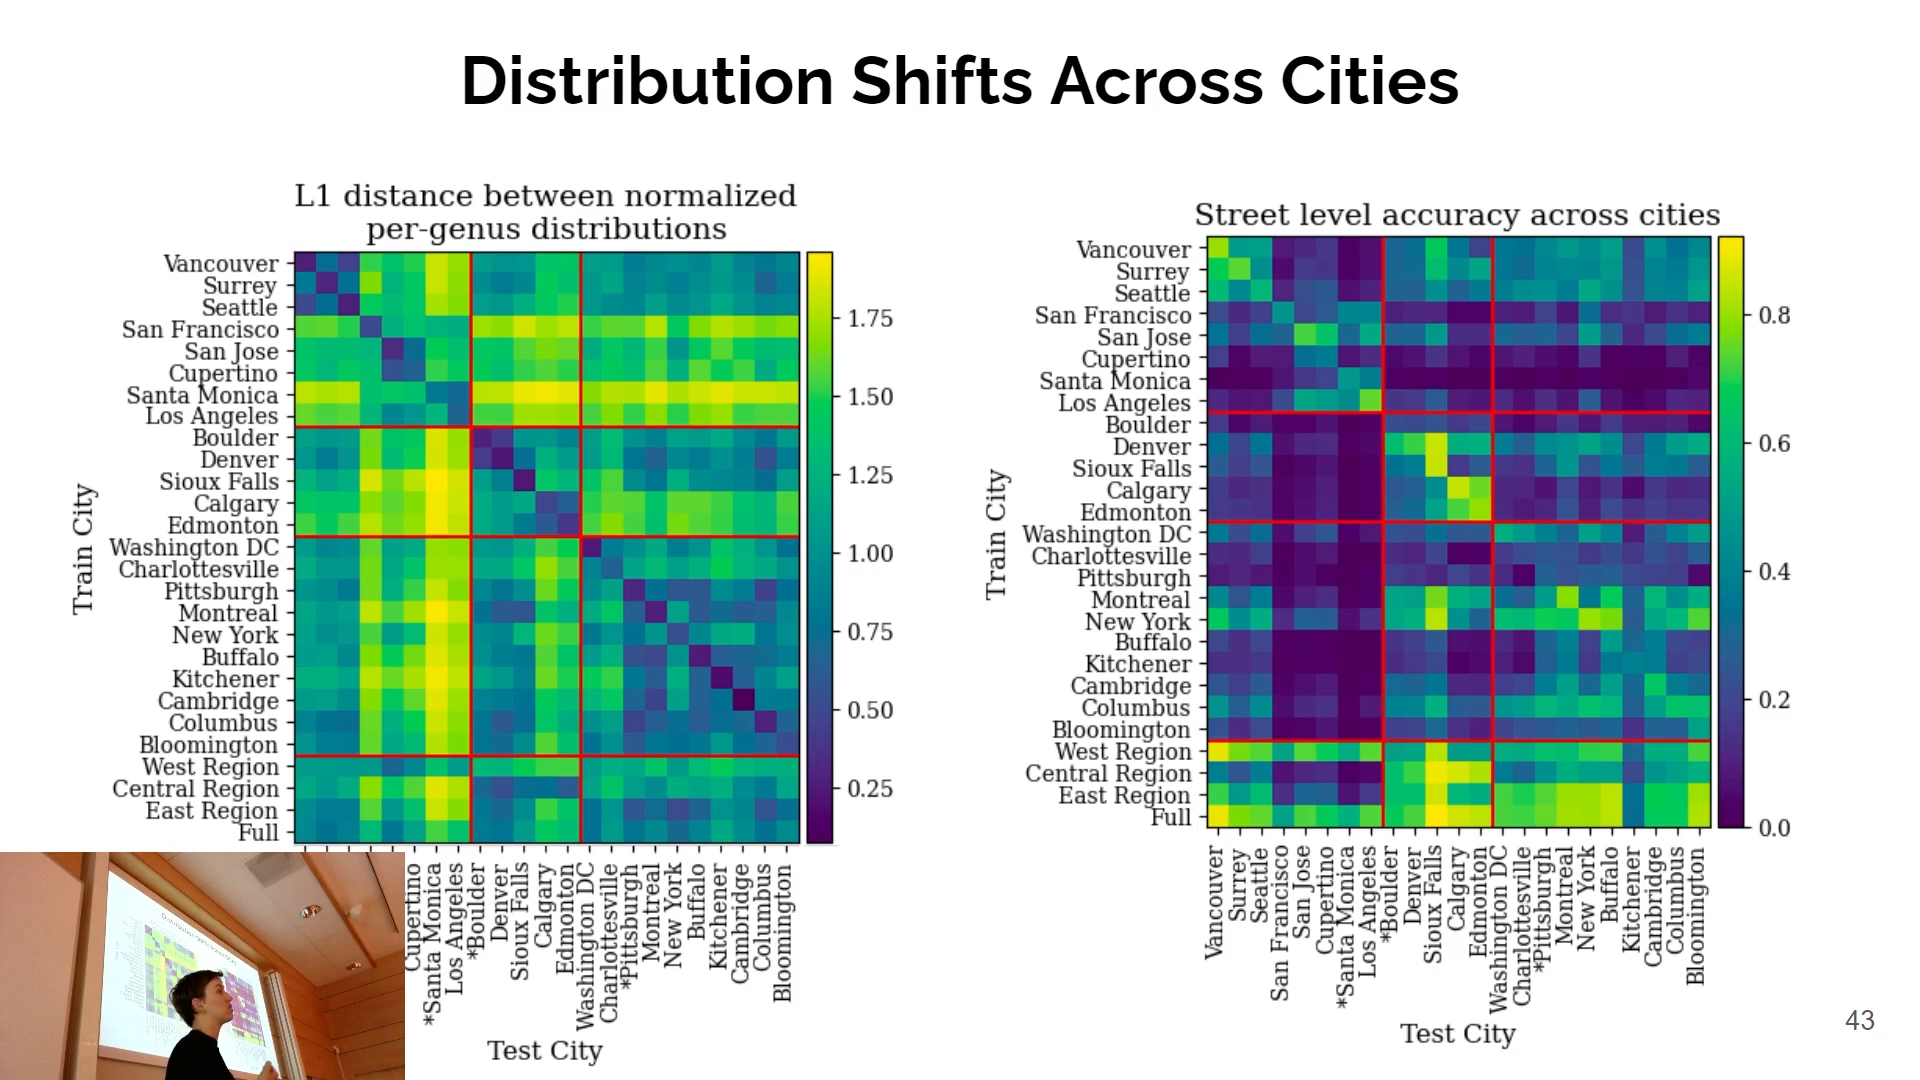 Distribution Shifts Across Cities
L1 distance between normalized
per-genus distributions
Train City
Vancouver
Surrey
Seattle
San Francisco
San Jose
Cupertino
Santa Monica
Los Angeles
Boulder
Denver
Sioux Falls
Calgary
Edmonton
Washington DC
Charlottesville
Pittsburgh
Montreal
New York
Buffalo
Kitchener
Cambridge
Columbus
Bloomington
West Region
Central Region
East Region
Full
1.75
1.50
1.25
1.00
0.75
0.50
0.25
Cupertino
*Santa Monica
Los Angeles
*Boulder
Denver
Sioux Falls
Calgary
Edmonton
Washington DC
Charlottesville
*Pittsburgh
Montreal
New York
Buffalo
Kitchener
Cambridge
Columbus
Bloomington
Test City
Street level accuracy across cities
Train City
Vancouver
Surrey
Seattle
San Francisco
San Jose
Cupertino
Santa Monica
Los Angeles
Boulder
Denver
Sioux Falls
Calgary
Edmonton
Washington DC
Charlottesville
Pittsburgh
Montreal
New York
Buffalo
Kitchener
Cambridge
Columbus
Bloomington
West Region
Central Region
East Region
Full
0.8
0.6
0.4
0.2
0.0
Vancouver
Surrey
Seattle
San Francisco
San Jose
Cupertino
*Santa Monica
Los Angeles
*Boulder
Denver
Sioux Falls
Calgary
Edmonton
Washington DC
Charlottesville
*Pittsburgh
Montreal
New York
Buffalo
Kitchener
Cambridge
Columbus
Bloomington
Test City
43